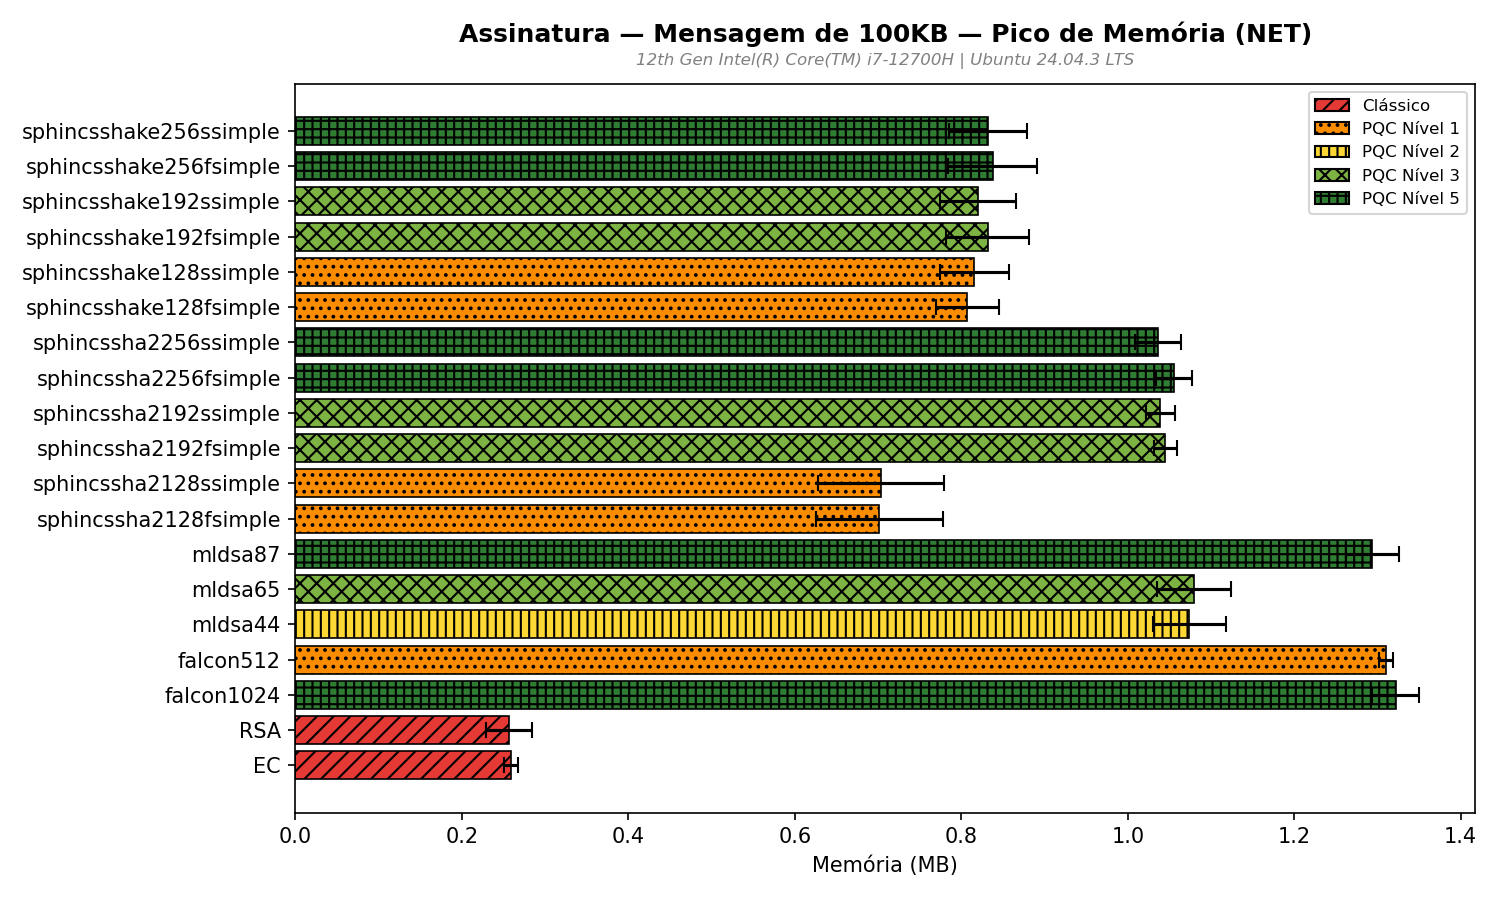 Assinatura — Mensagem de 100KB — Pico de Memória (NET)
12th Gen Intel(R) Core(TM) i7-12700H | Ubuntu 24.04.3 LTS
Clássico
PQC Nível 1
PQC Nível 2
PQC Nível 3
PQC Nível 5
sphincsshake256ssimple
sphincsshake256fsimple
sphincsshake192ssimple
sphincsshake192fsimple
sphincsshake128ssimple
sphincsshake128fsimple
sphincssha2256ssimple
sphincssha2256fsimple
sphincssha2192ssimple
sphincssha2192fsimple
sphincssha2128ssimple
sphincssha2128fsimple
mldsa87
mldsa65
mldsa44
falcon512
falcon1024
RSA
EC
0.0 0.2 0.4 0.6 0.8 1.0 1.2 1.4
Memória (MB)